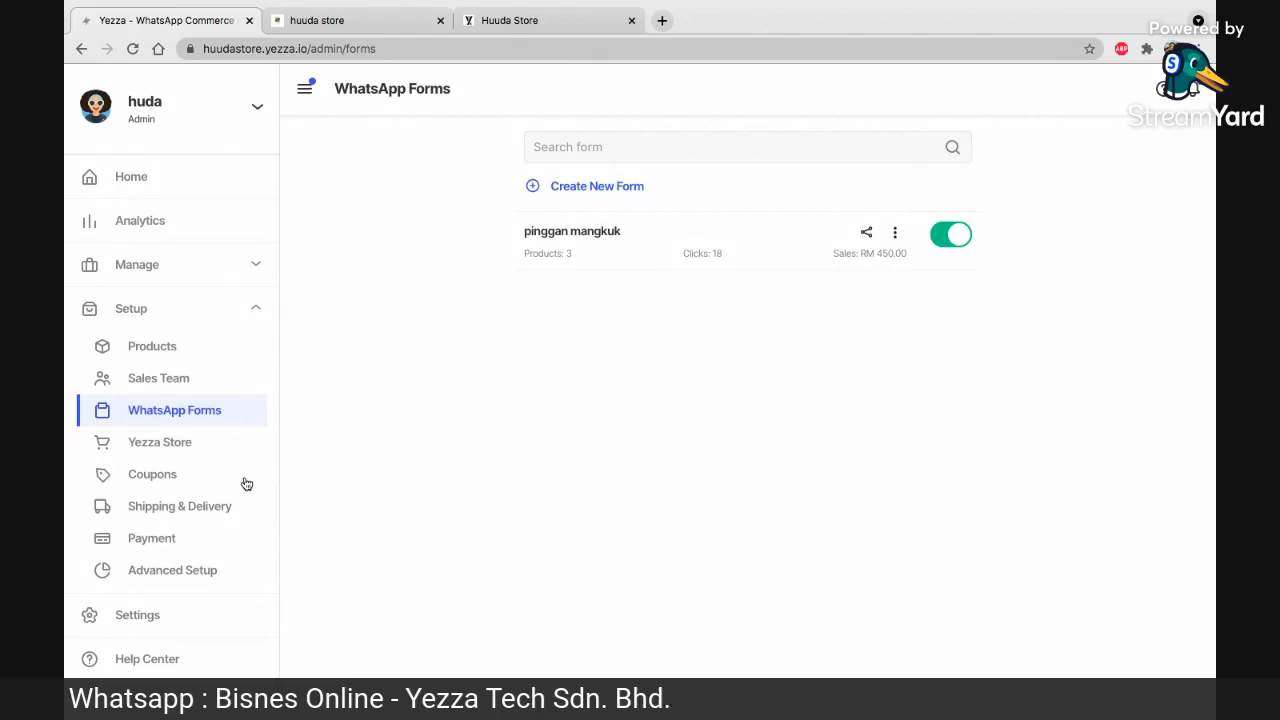 Yezza - WhatsApp Commerce
huuda store
Huuda Store
huudastore.yezza.io/admin/forms
ABP
Powered by
StreamYard
huda
Admin
WhatsApp Forms
Search form
Create New Form
pinggan mangkuk
Products: 3
Clicks: 18
Sales: RM 450.00
Home
Analytics
Manage
Setup
Products
Sales Team
WhatsApp Forms
Yezza Store
Coupons
Shipping & Delivery
Payment
Advanced Setup
Settings
Help Center
Whatsapp : Bisnes Online - Yezza Tech Sdn. Bhd.